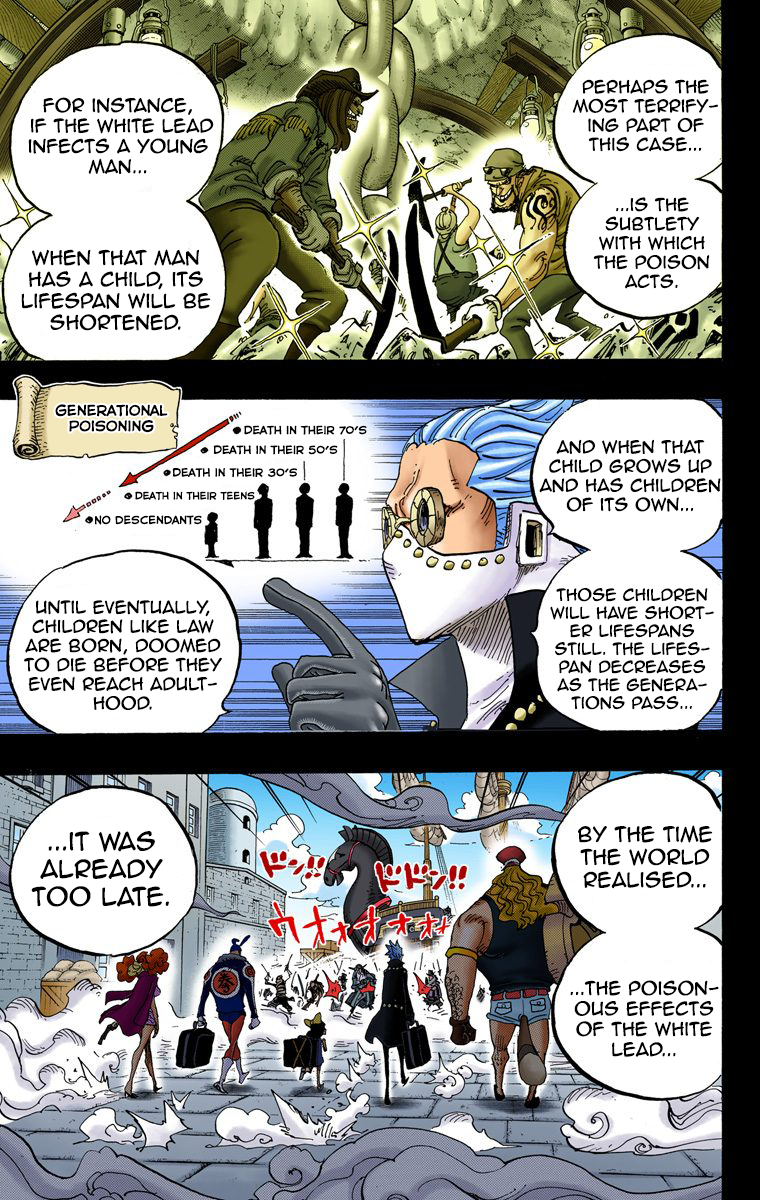 PERHAPS THE
MOST TERRIFY-
ING PART OF
THIS CASE...
...IS THE
SUBTLETY
WITH WHICH
THE POISON
ACTS.
FOR INSTANCE,
IF THE WHITE LEAD
INFECTS A YOUNG
MAN...
WHEN THAT MAN
HAS A CHILD, ITS
LIFESPAN WILL BE
SHORTENED.
GENERATIONAL
POISONING
DEATH IN THEIR 70'S
DEATH IN THEIR 50'S
DEATH IN THEIR 30'S
DEATH IN THEIR TEENS
NO DESCENDANTS
AND WHEN THAT
CHILD GROWS UP
AND HAS CHILDREN
OF ITS OWN...
THOSE CHILDREN
WILL HAVE SHORT-
ER LIFESPANS
STILL. THE LIFES-
PAN DECREASES
AS THE GENERA-
TIONS PASS...
UNTIL EVENTUALLY,
CHILDREN LIKE LAW
ARE BORN, DOOMED
TO DIE BEFORE THEY
EVEN REACH ADULT-
HOOD.
BY THE TIME
THE WORLD
REALISED...
...THE POISON-
OUS EFFECTS
OF THE WHITE
LEAD...
ドン!!
ドドン!!
ウオォオオォオ
...IT WAS
ALREADY
TOO LATE.